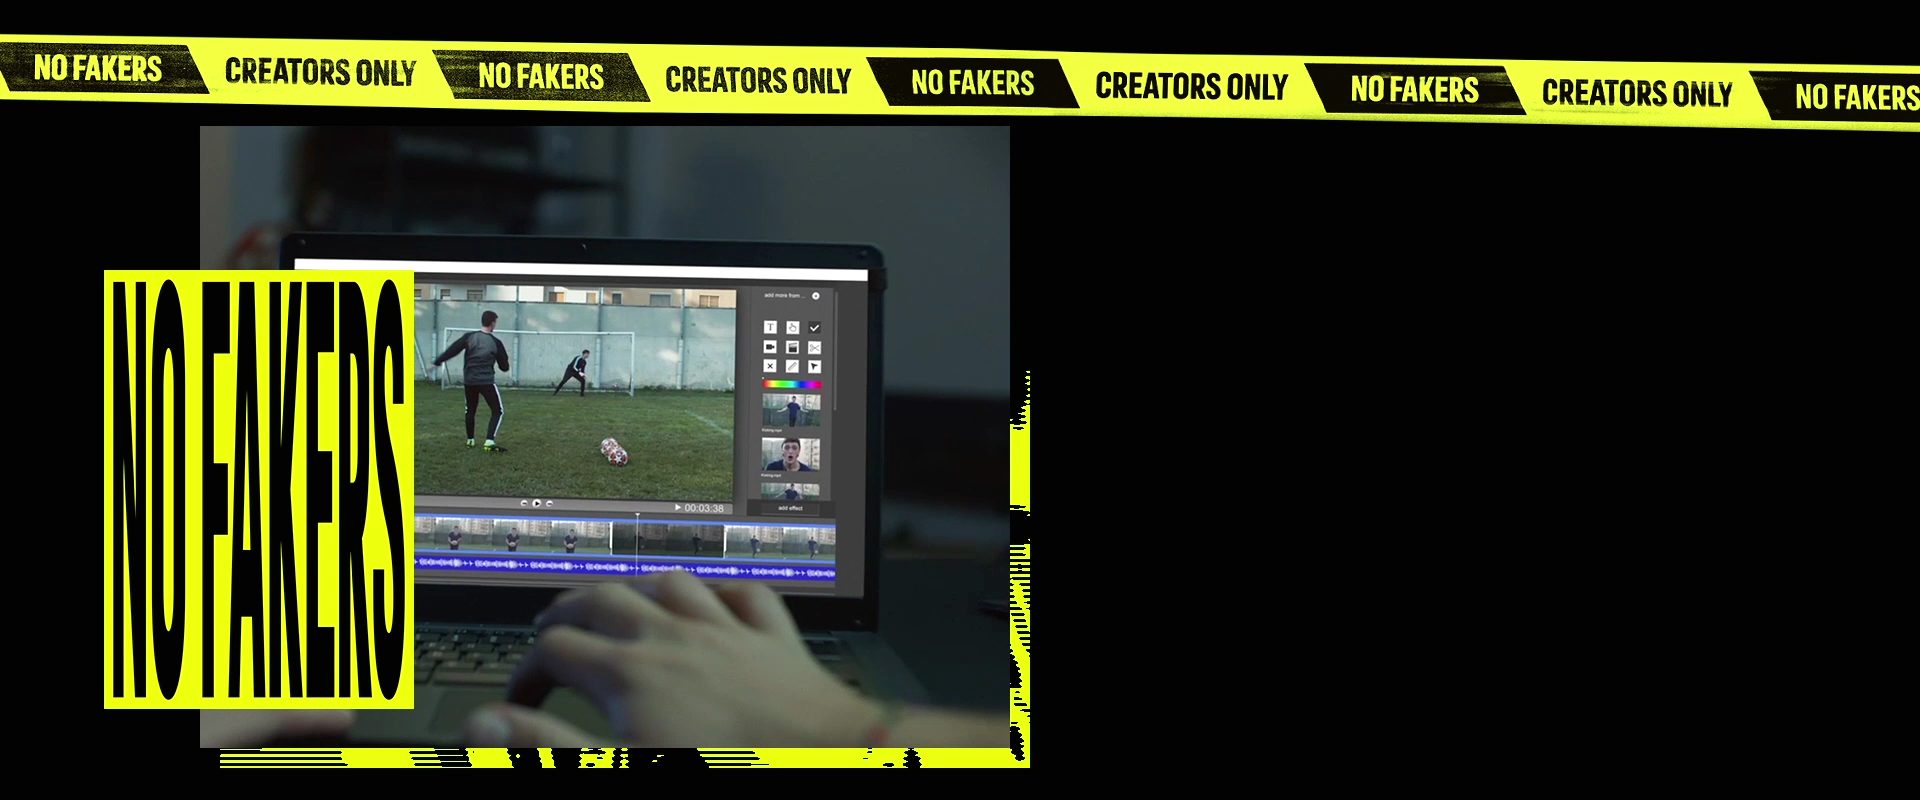 NO FAKERS CREATORS ONLY NO FAKERS CREATORS ONLY NO FAKERS CREATORS ONLY NO FAKERS CREATORS ONLY NO FAKERS
NO FAKERS
add more from ...
T
00:03:38
add effect